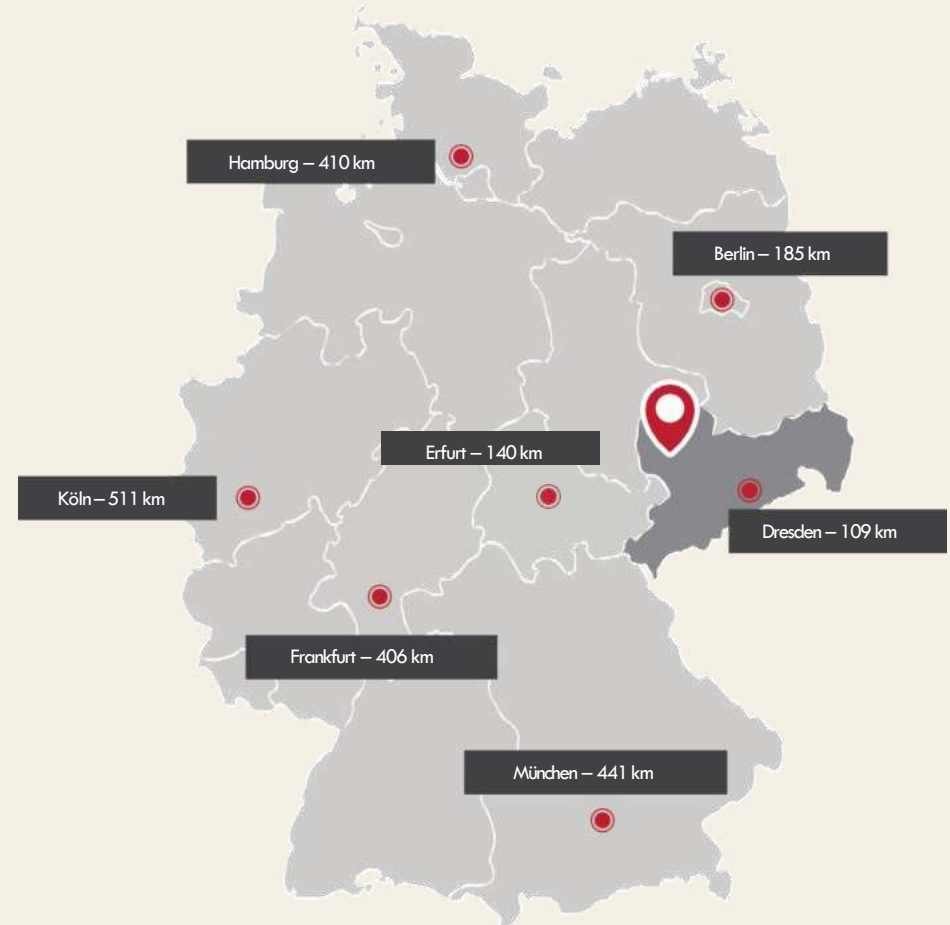 Hamburg – 410 km
Berlin – 185 km
Erfurt – 140 km
Köln – 511 km
Dresden – 109 km
Frankfurt – 406 km
München – 441 km